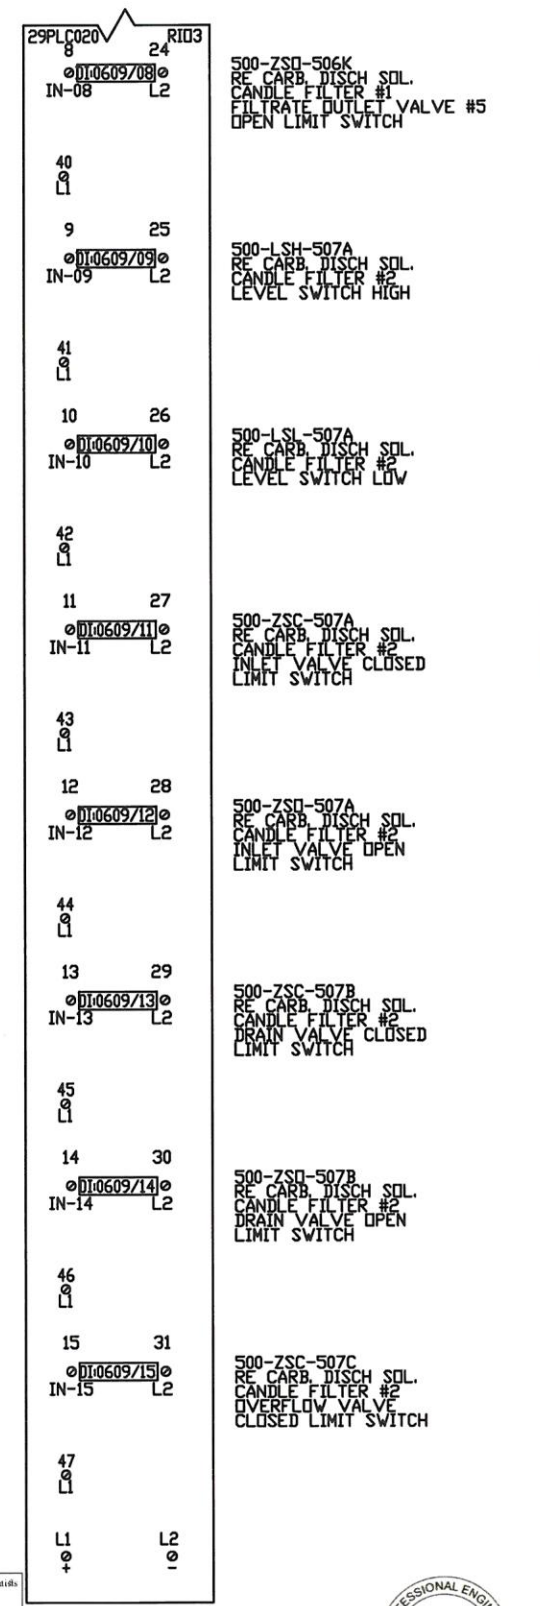 29PLC020 RIO3
8 24
DI:0609/08
IN-08 L2
500-ZSO-506K
RE CARB. DISCH SOL.
CANDLE FILTER #1
FILTRATE OUTLET VALVE #5
OPEN LIMIT SWITCH
40
L1
9 25
DI:0609/09
IN-09 L2
500-LSH-507A
RE CARB. DISCH SOL.
CANDLE FILTER #2
LEVEL SWITCH HIGH
41
L1
10 26
DI:0609/10
IN-10 L2
500-LSL-507A
RE CARB. DISCH SOL.
CANDLE FILTER #2
LEVEL SWITCH LOW
42
L1
11 27
DI:0609/11
IN-11 L2
500-ZSC-507A
RE CARB. DISCH SOL.
CANDLE FILTER #2
INLET VALVE CLOSED
LIMIT SWITCH
43
L1
12 28
DI:0609/12
IN-12 L2
500-ZSO-507A
RE CARB. DISCH SOL.
CANDLE FILTER #2
INLET VALVE OPEN
LIMIT SWITCH
44
L1
13 29
DI:0609/13
IN-13 L2
500-ZSC-507B
RE CARB. DISCH SOL.
CANDLE FILTER #2
DRAIN VALVE CLOSED
LIMIT SWITCH
45
L1
14 30
DI:0609/14
IN-14 L2
500-ZSO-507B
RE CARB. DISCH SOL.
CANDLE FILTER #2
DRAIN VALVE OPEN
LIMIT SWITCH
46
L1
15 31
DI:0609/15
IN-15 L2
500-ZSC-507C
RE CARB. DISCH SOL.
CANDLE FILTER #2
OVERFLOW VALVE
CLOSED LIMIT SWITCH
47
L1
L1 L2
+ -